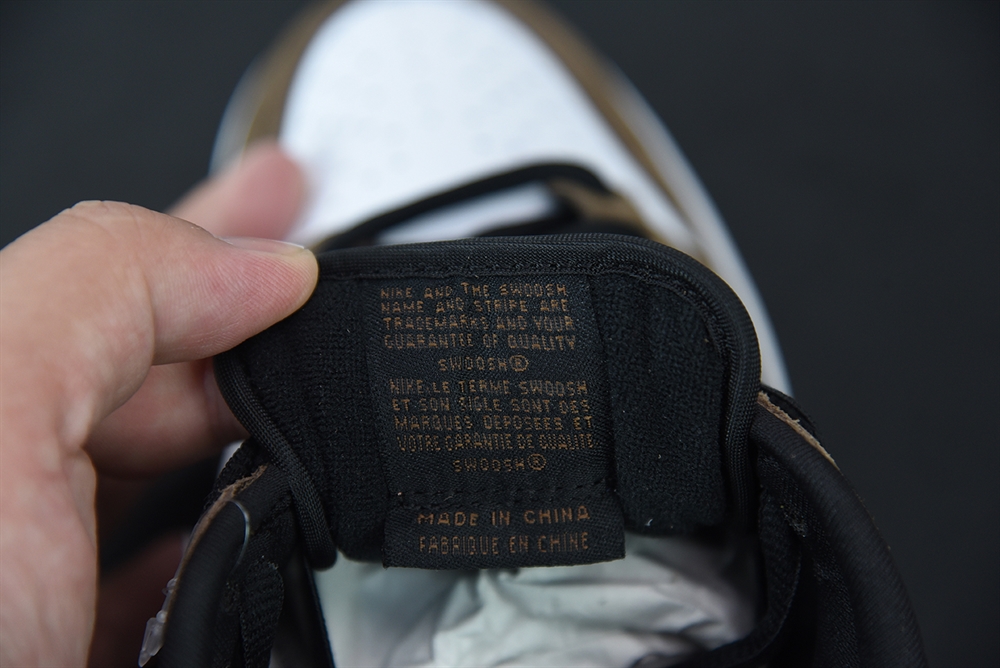 NIKE AND THE SWOOSH
NAME AND STRIPE ARE
TRADEMARKS AND YOUR
GUARANTEE OF QUALITY
SWOOSH®
NIKE.LE TERME SWOOSH
ET SON SIGLE SONT DES
MARQUES DEPOSEES ET
VOTRE GARANTIE DE QUALITE
SWOOSH®
MADE IN CHINA
FABRIQUE EN CHINE